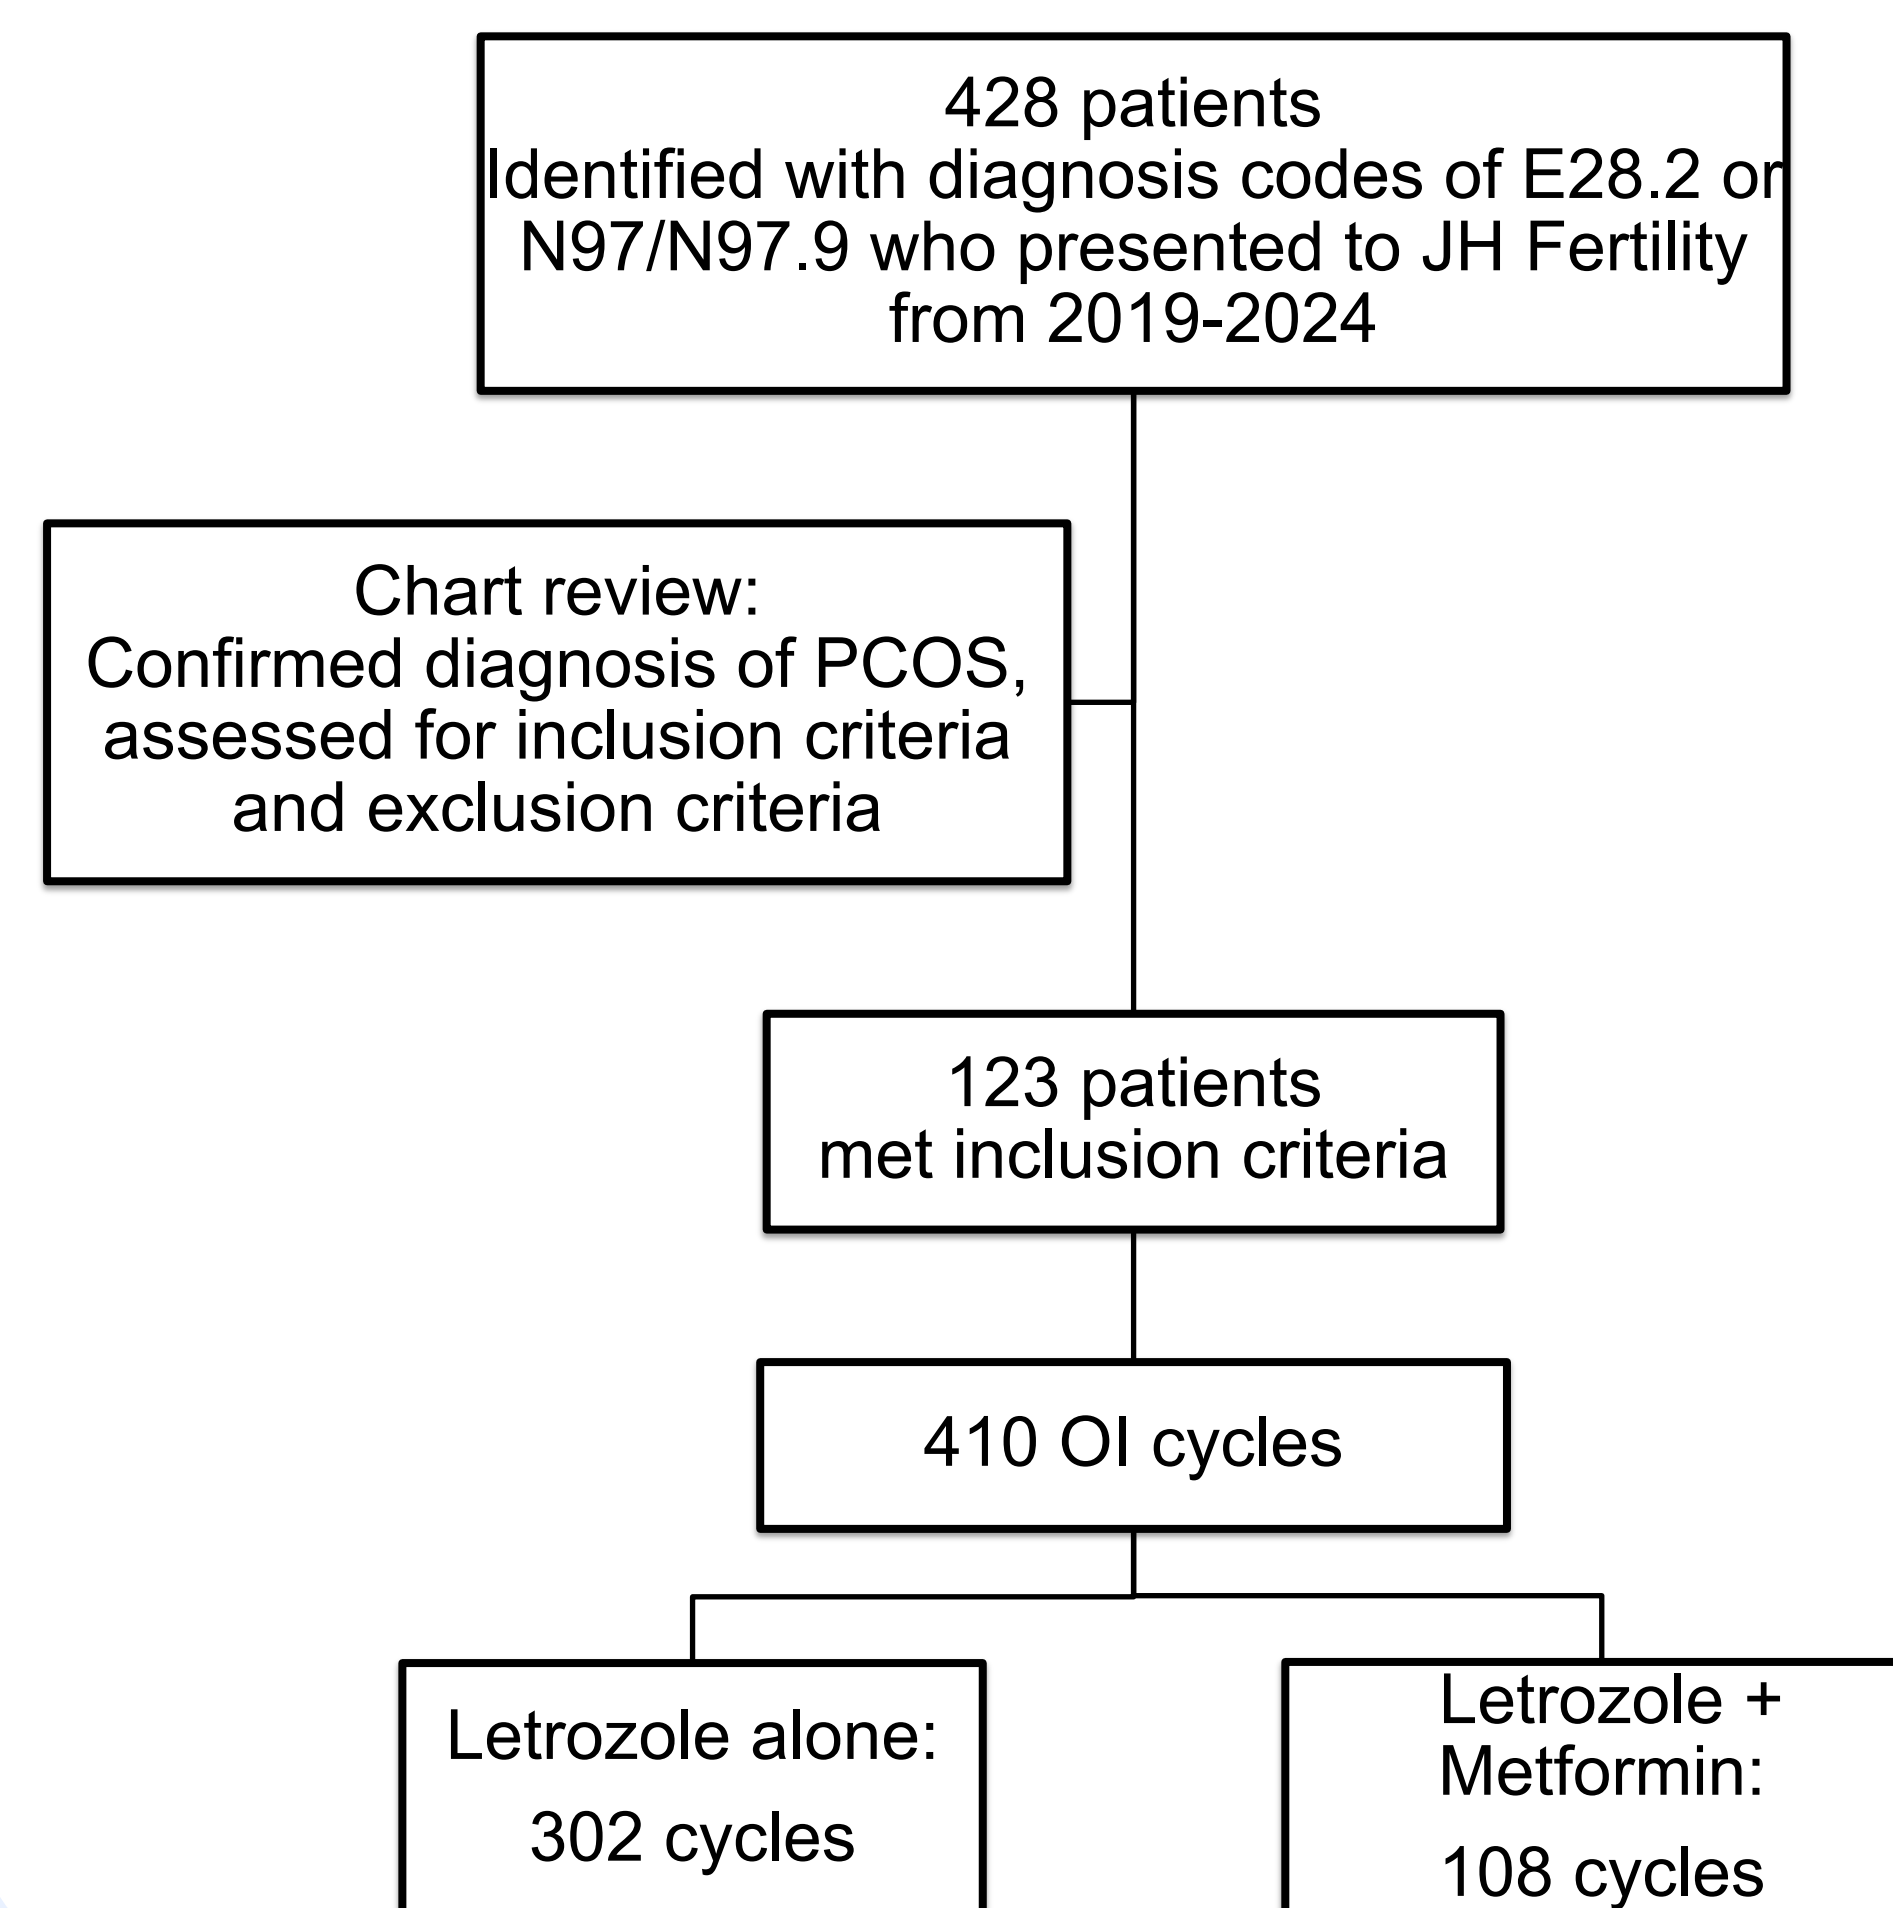 428 patients
Identified with diagnosis codes of E28.2 or
N97/N97.9 who presented to JH Fertility
from 2019-2024
Chart review:
Confirmed diagnosis of PCOS,
assessed for inclusion criteria
and exclusion criteria
123 patients
met inclusion criteria
410 OI cycles
Letrozole alone:
302 cycles
Letrozole +
Metformin:
108 cycles